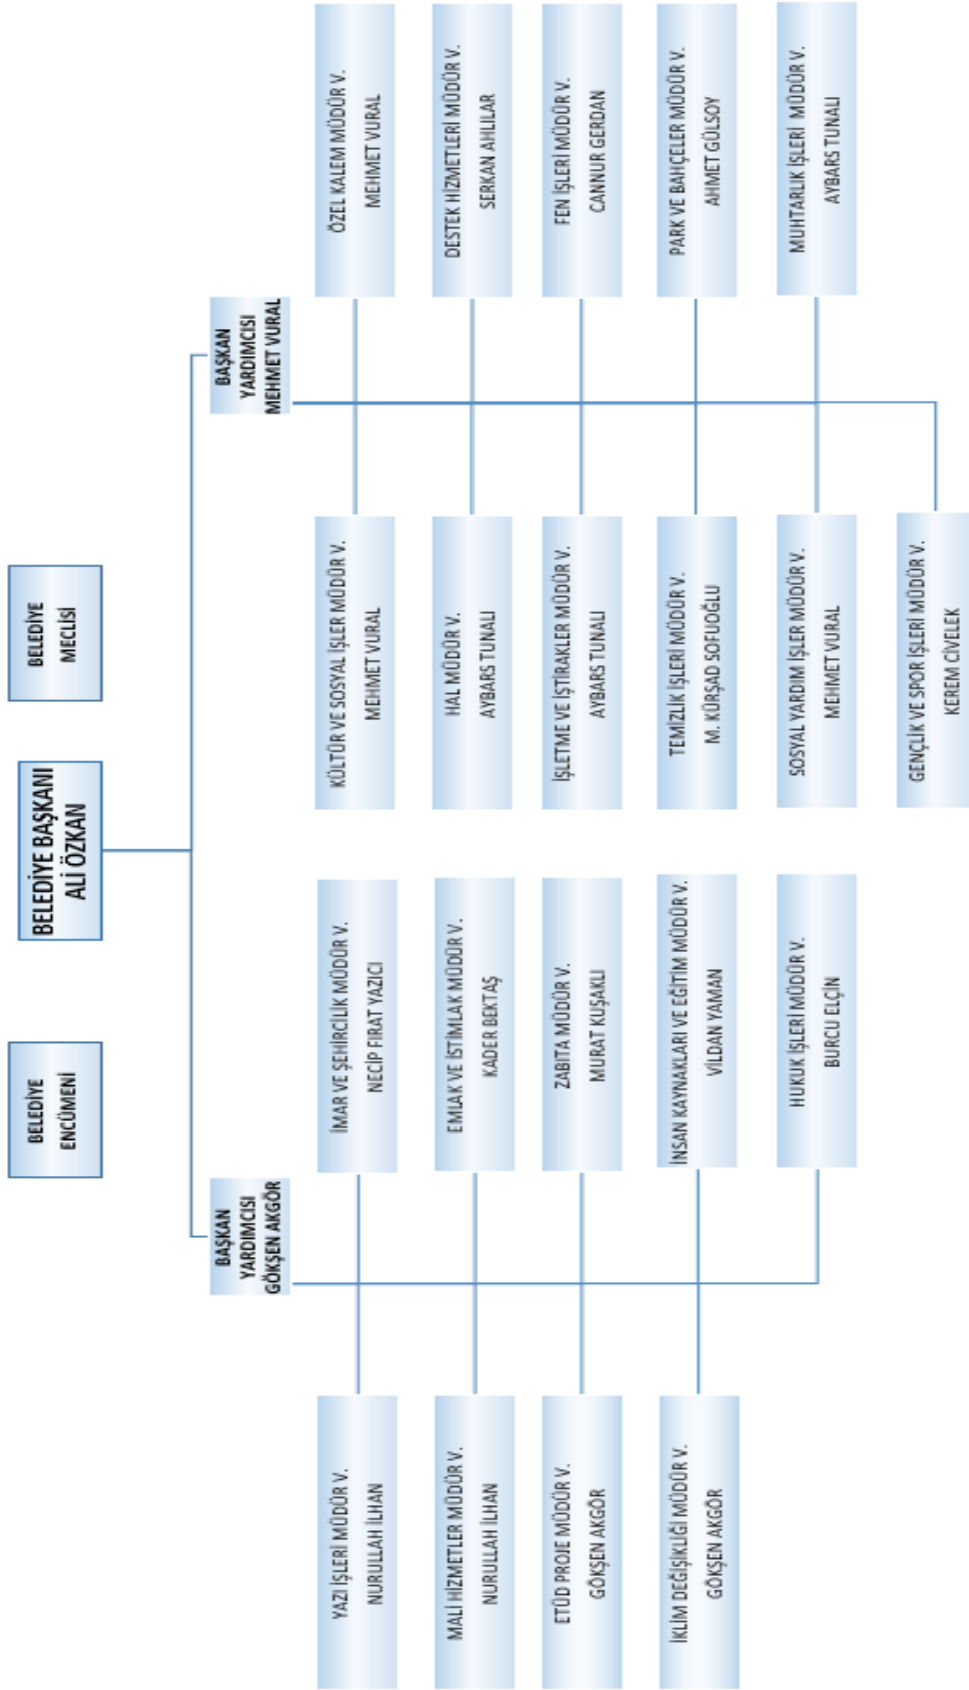 BELEDİYE
ENCÜMENİ
BELEDİYE BAŞKANI
ALİ ÖZKAN
BELEDİYE
MECLİSİ
BAŞKAN
YARDIMCISI
GÖKŞEN AKGÖR
BAŞKAN
YARDIMCISI
MEHMET VURAL
YAZI İŞLERİ MÜDÜR V.
NURULLAH İLHAN
İMAR VE ŞEHİRCİLİK MÜDÜR V.
NECİP FIRAT YAZICI
KÜLTÜR VE SOSYAL İŞLER MÜDÜR V.
MEHMET VURAL
ÖZEL KALEM MÜDÜR V.
MEHMET VURAL
MALİ HİZMETLER MÜDÜR V.
NURULLAH İLHAN
EMLAK VE İSTİMLAK MÜDÜR V.
KADER BEKTAŞ
HAL MÜDÜR V.
AYBARS TUNALI
DESTEK HİZMETLERİ MÜDÜR V.
SERKAN AHLILAR
ETÜD PROJE MÜDÜR V.
GÖKŞEN AKGÖR
ZABITA MÜDÜR V.
MURAT KUŞAKLI
İŞLETME VE İŞTİRAKLER MÜDÜR V.
AYBARS TUNALI
FEN İŞLERİ MÜDÜR V.
CANNUR GERDAN
İKLİM DEĞİŞİKLİĞİ MÜDÜR V.
GÖKŞEN AKGÖR
İNSAN KAYNAKLARI VE EĞİTİM MÜDÜR V.
VİLDAN YAMAN
TEMİZLİK İŞLERİ MÜDÜR V.
M. KÜRŞAD SOFUOĞLU
PARK VE BAHÇELER MÜDÜR V.
AHMET GÜLSOY
HUKUK İŞLERİ MÜDÜR V.
BURCU ELÇİN
SOSYAL YARDIM İŞLER MÜDÜR V.
MEHMET VURAL
MUHTARLIK İŞLERİ MÜDÜR V.
AYBARS TUNALI
GENÇLİK VE SPOR İŞLERİ MÜDÜR V.
KEREM CİVELEK